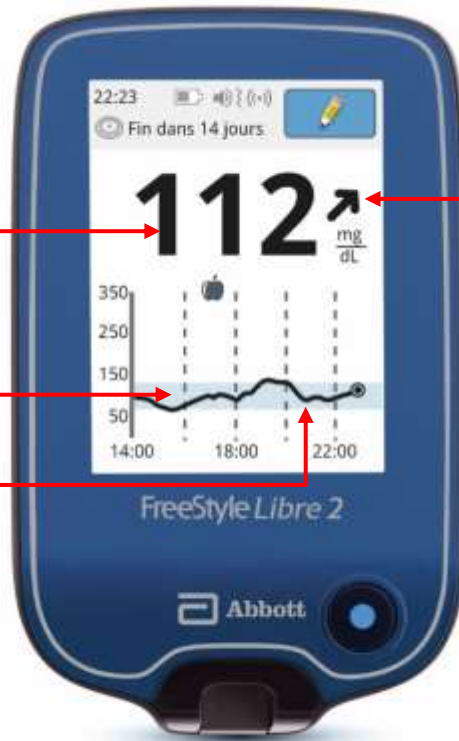 22:23
Fin dans 14 jours
112
mg
dL
350
250
150
50
14:00
18:00
22:00
FreeStyle Libre 2
Abbott